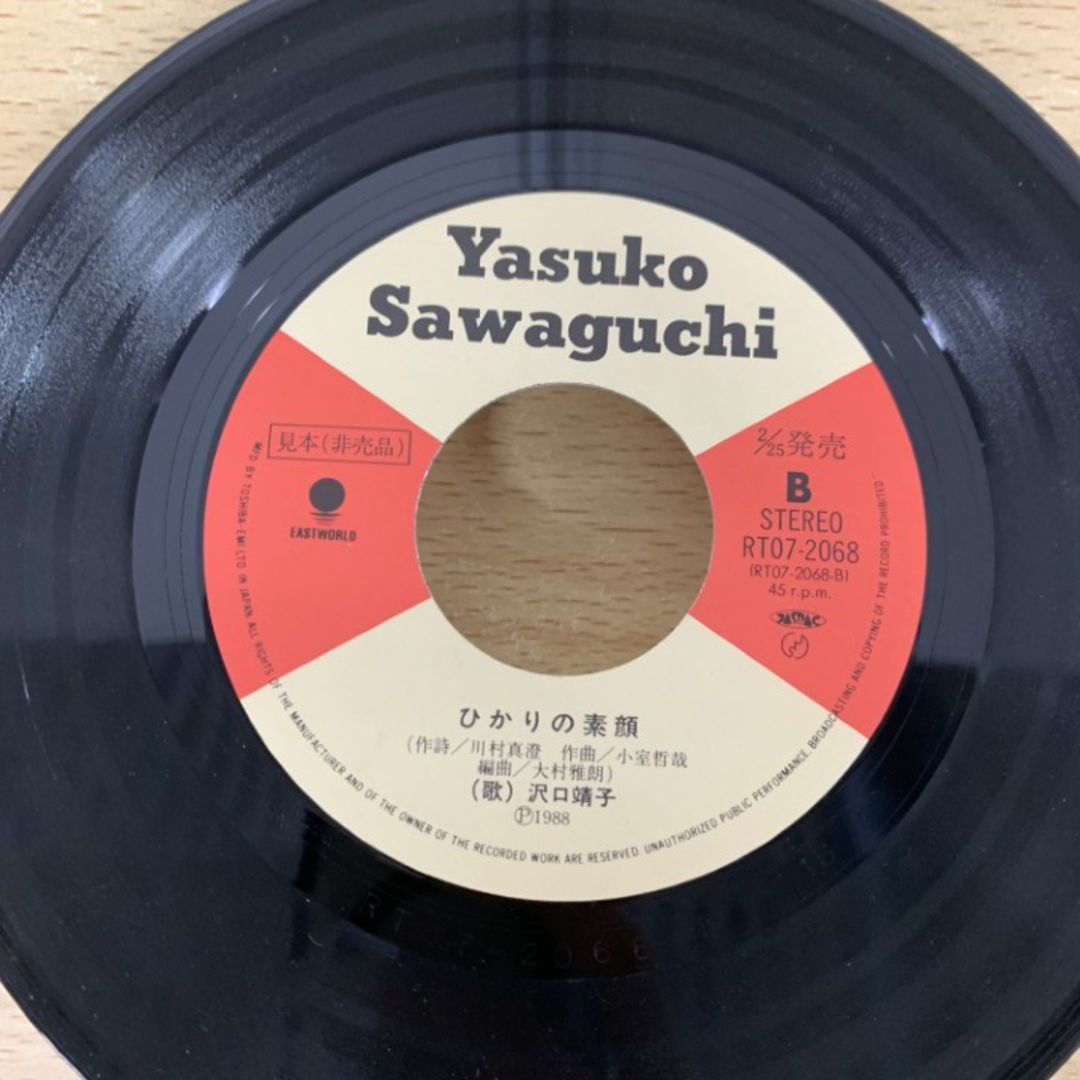 Yasuko
Sawaguchi
見本(非売品)
EASTWORLD
2/25発売
B
STEREO
RT07-2068
(RT07-2068-B)
45 r.p.m.
JASRAC
ひかりの素顔
(作詩/川村真澄 作曲/小室哲哉
編曲/大村雅朗)
(歌) 沢口靖子
Ⓟ1988
M'D BY TOSHIBA-EMI LTD IN JAPAN ALL RIGHTS OF THE MANUFACTURER AND OF THE OWNER OF THE RECORDED WORK ARE RESERVED. UNAUTHORIZED PUBLIC PERFORMANCE, BROADCASTING AND COPYING OF THE RECORD PROHIBITED.